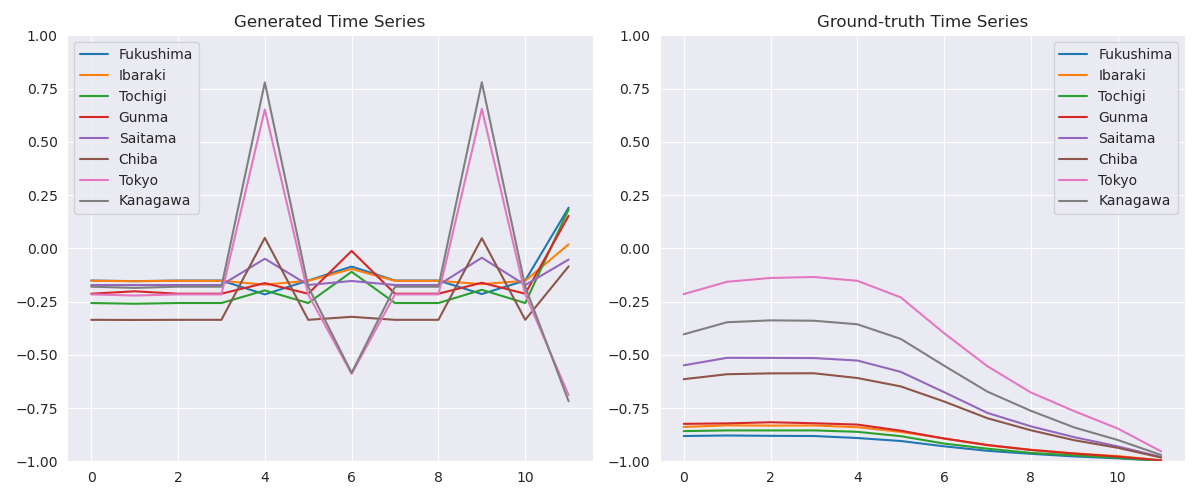 Generated Time Series
1.00
0.75
0.50
0.25
0.00
−0.25
−0.50
−0.75
−1.00
0 2 4 6 8 10
Fukushima
Ibaraki
Tochigi
Gunma
Saitama
Chiba
Tokyo
Kanagawa
Ground-truth Time Series
1.00
0.75
0.50
0.25
0.00
−0.25
−0.50
−0.75
−1.00
0 2 4 6 8 10
Fukushima
Ibaraki
Tochigi
Gunma
Saitama
Chiba
Tokyo
Kanagawa